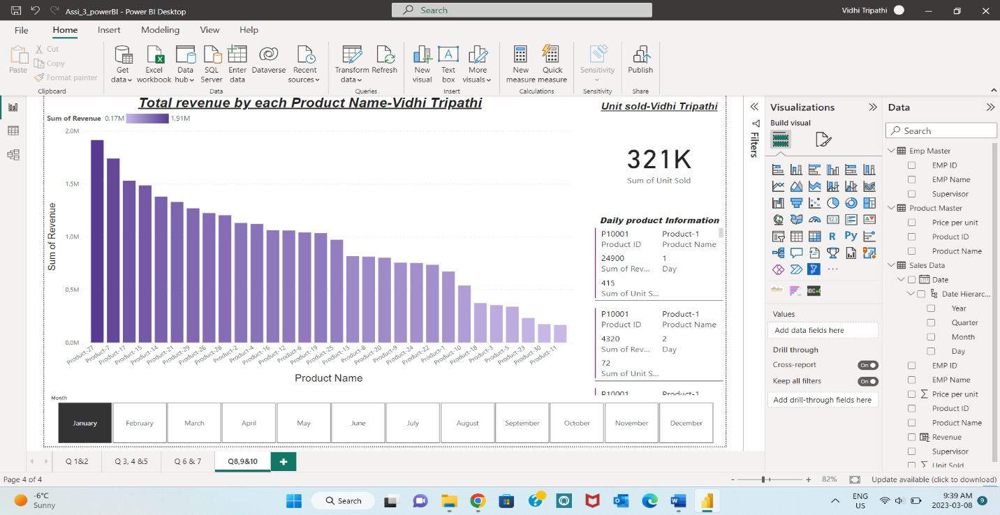 Assi_3_powerBI - Power BI Desktop
Search
Vidhi Tripathi
File Home Insert Modeling View Help
Paste
Cut
Copy
Format painter
Clipboard
Get data
Excel workbook
Data hub
SQL Server
Enter data
Dataverse
Recent sources
Data
Transform data
Refresh
Queries
New visual
Text box
More visuals
Insert
New measure
Quick measure
Calculations
Sensitivity
Sensitivity
Publish
Share
Total revenue by each Product Name-Vidhi Tripathi
Sum of Revenue 0.17M 1.91M
2.0M
1.5M
1.0M
0.5M
0.0M
Sum of Revenue
Product-27
Product-7
Product-17
Product-15
Product-14
Product-21
Product-29
Product-26
Product-28
Product-2
Product-4
Product-16
Product-12
Product-6
Product-19
Product-25
Product-13
Product-8
Product-20
Product-9
Product-24
Product-22
Product-1
Product-10
Product-18
Product-3
Product-5
Product-23
Product-30
Product-11
Product Name
Unit sold-Vidhi Tripathi
321K
Sum of Unit Sold
Daily product Information
P10001 Product-1
Product ID Product Name
24900 1
Sum of Rev... Day
415
Sum of Unit S...
P10001 Product-1
Product ID Product Name
4320 2
Sum of Rev... Day
72
Sum of Unit S...
P10001 Product-1
Month
January February March April May June July August September October November December
Q 1&2 Q 3, 4 &5 Q 6 & 7 Q8,9&10 +
Page 4 of 4
- + 82%
Update available (click to download)
Filters
Visualizations
Build visual
123
R
Py
...
ABC
Values
Add data fields here
Drill through
Cross-report On
Keep all filters On
Add drill-through fields here
Data
Search
Emp Master
EMP ID
EMP Name
Supervisor
Product Master
Price per unit
Product ID
Product Name
Sales Data
Date
Date Hierarc...
Year
Quarter
Month
Day
EMP ID
EMP Name
Price per unit
Product ID
Product Name
Revenue
Supervisor
Unit Sold
-6°C
Sunny
Search
ENG
US
9:39 AM
2023-03-08
9